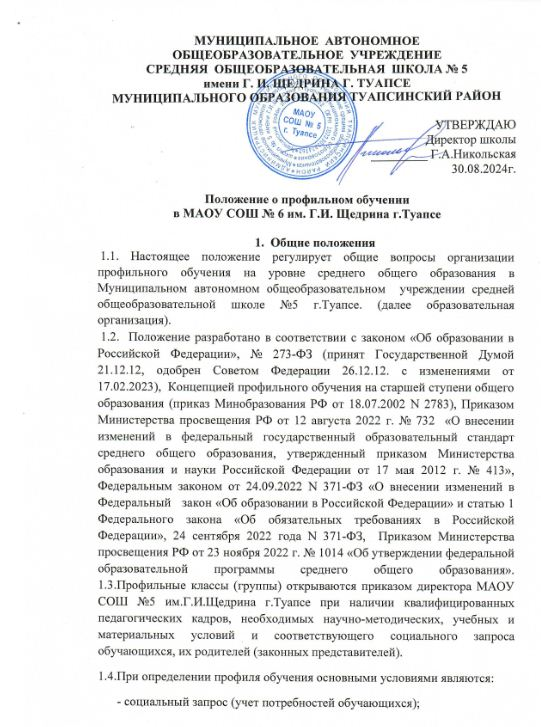 МУНИЦИПАЛЬНОЕ АВТОНОМНОЕ
ОБЩЕОБРАЗОВАТЕЛЬНОЕ УЧРЕЖДЕНИЕ
СРЕДНЯЯ ОБЩЕОБРАЗОВАТЕЛЬНАЯ ШКОЛА № 5
имени Г. И. ЩЕДРИНА Г. ТУАПСЕ
МУНИЦИПАЛЬНОГО ОБРАЗОВАНИЯ ТУАПСИНСКИЙ РАЙОН
МАОУ
СОШ № 5
г. Туапсе
УТВЕРЖДАЮ
Директор школы
Г.А.Никольская
30.08.2024г.
Положение о профильном обучении
в МАОУ СОШ № 6 им. Г.И. Щедрина г.Туапсе
1. Общие положения
1.1. Настоящее положение регулирует общие вопросы организации
профильного обучения на уровне среднего общего образования в
Муниципальном автономном общеобразовательном учреждении средней
общеобразовательной школе №5 г.Туапсе. (далее образовательная
организация).
1.2. Положение разработано в соответствии с законом «Об образовании в
Российской Федерации», № 273-ФЗ (принят Государственной Думой
21.12.12, одобрен Советом Федерации 26.12.12. с изменениями от
17.02.2023), Концепцией профильного обучения на старшей ступени общего
образования (приказ Минобразования РФ от 18.07.2002 N 2783), Приказом
Министерства просвещения РФ от 12 августа 2022 г. № 732 «О внесении
изменений в федеральный государственный образовательный стандарт
среднего общего образования, утвержденный приказом Министерства
образования и науки Российской Федерации от 17 мая 2012 г. № 413»,
Федеральным законом от 24.09.2022 N 371-ФЗ «О внесении изменений в
Федеральный закон «Об образовании в Российской Федерации» и статью 1
Федерального закона «Об обязательных требованиях в Российской
Федерации», 24 сентября 2022 года N 371-ФЗ, Приказом Министерства
просвещения РФ от 23 ноября 2022 г. № 1014 «Об утверждении федеральной
образовательной программы среднего общего образования».
1.3.Профильные классы (группы) открываются приказом директора МАОУ
СОШ №5 им.Г.И.Щедрина г.Туапсе при наличии квалифицированных
педагогических кадров, необходимых научно-методических, учебных и
материальных условий и соответствующего социального запроса
обучающихся, их родителей (законных представителей).
1.4.При определении профиля обучения основными условиями являются:
- социальный запрос (учет потребностей обучающихся);